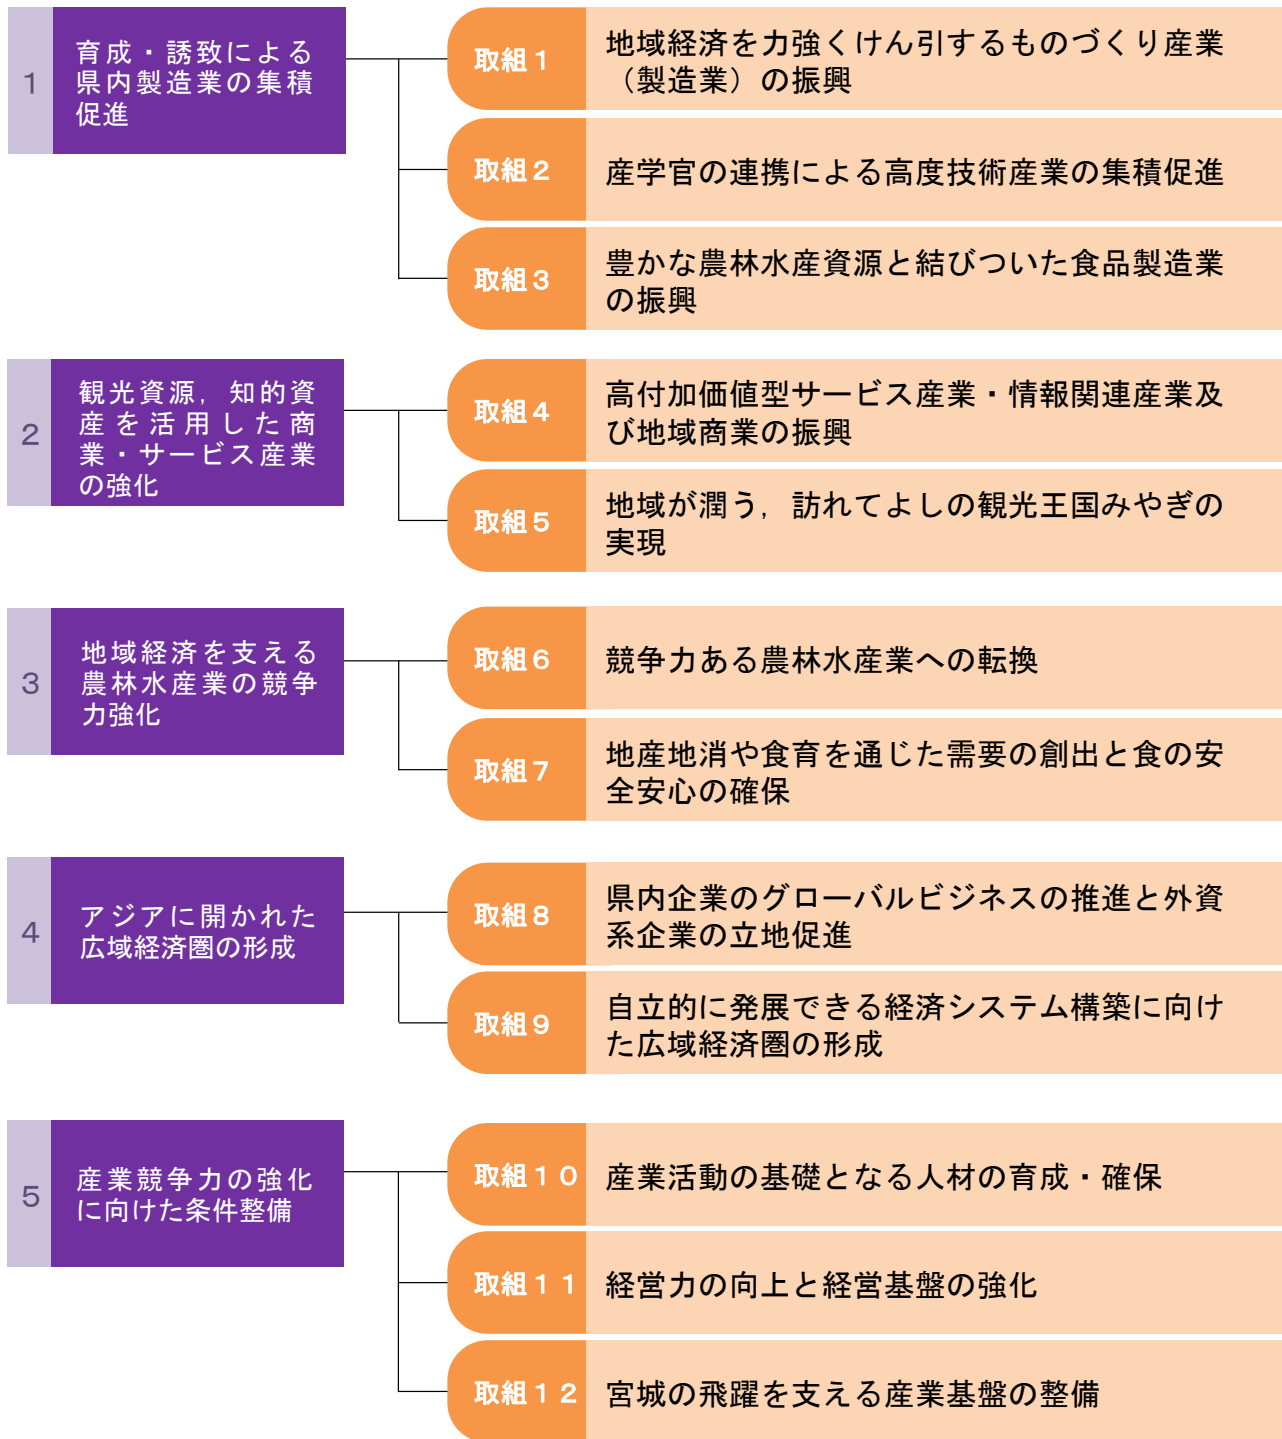 1
育成・誘致による
県内製造業の集積
促進
取組１
地域経済を力強くけん引するものづくり産業
（製造業）の振興
取組２
産学官の連携による高度技術産業の集積促進
取組３
豊かな農林水産資源と結びついた食品製造業
の振興
2
観光資源，知的資
産を活用した商
業・サービス産業
の強化
取組４
高付加価値型サービス産業・情報関連産業及
び地域商業の振興
取組５
地域が潤う，訪れてよしの観光王国みやぎの
実現
3
地域経済を支える
農林水産業の競争
力強化
取組６
競争力ある農林水産業への転換
取組７
地産地消や食育を通じた需要の創出と食の安
全安心の確保
4
アジアに開かれた
広域経済圏の形成
取組８
県内企業のグローバルビジネスの推進と外資
系企業の立地促進
取組９
自立的に発展できる経済システム構築に向け
た広域経済圏の形成
5
産業競争力の強化
に向けた条件整備
取組１０
産業活動の基礎となる人材の育成・確保
取組１１
経営力の向上と経営基盤の強化
取組１２
宮城の飛躍を支える産業基盤の整備